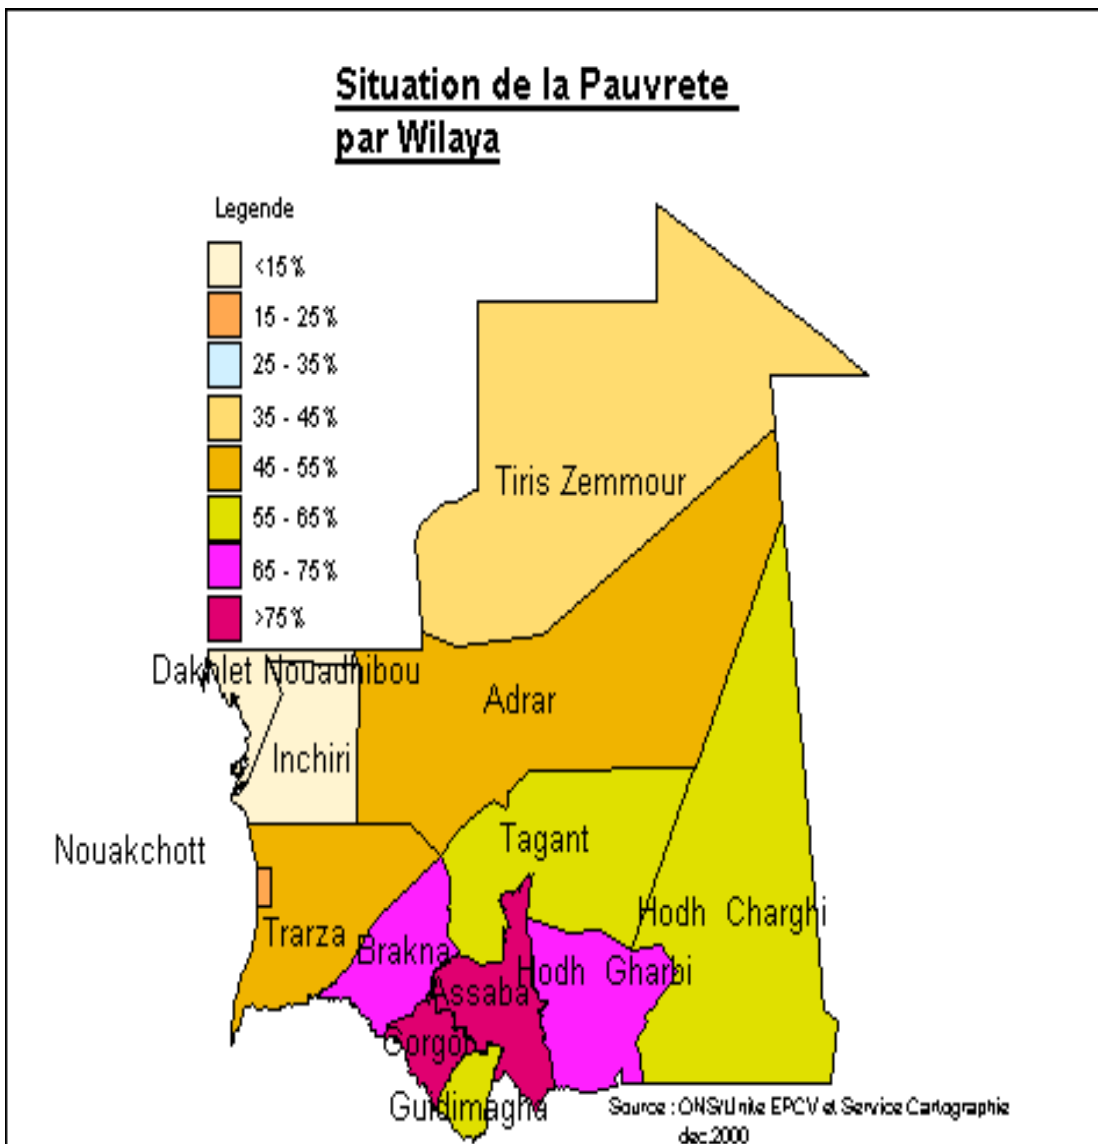 Situation de la Pauvrete
par Wilaya
Legende
<15%
15 - 25%
25 - 35%
35 - 45%
45 - 55%
55 - 65%
65 - 75%
>75%
Tiris Zemmour
Dakhlet Nouadhibou
Adrar
Inchiri
Nouakchott
Tagant
Trarza
Hodh Charghi
Brakna
Hodh Gharbi
Assaba
Gorgol
Guidimagha
Source : ONS/Unite EPCV et Service Cartographie
dec.2000